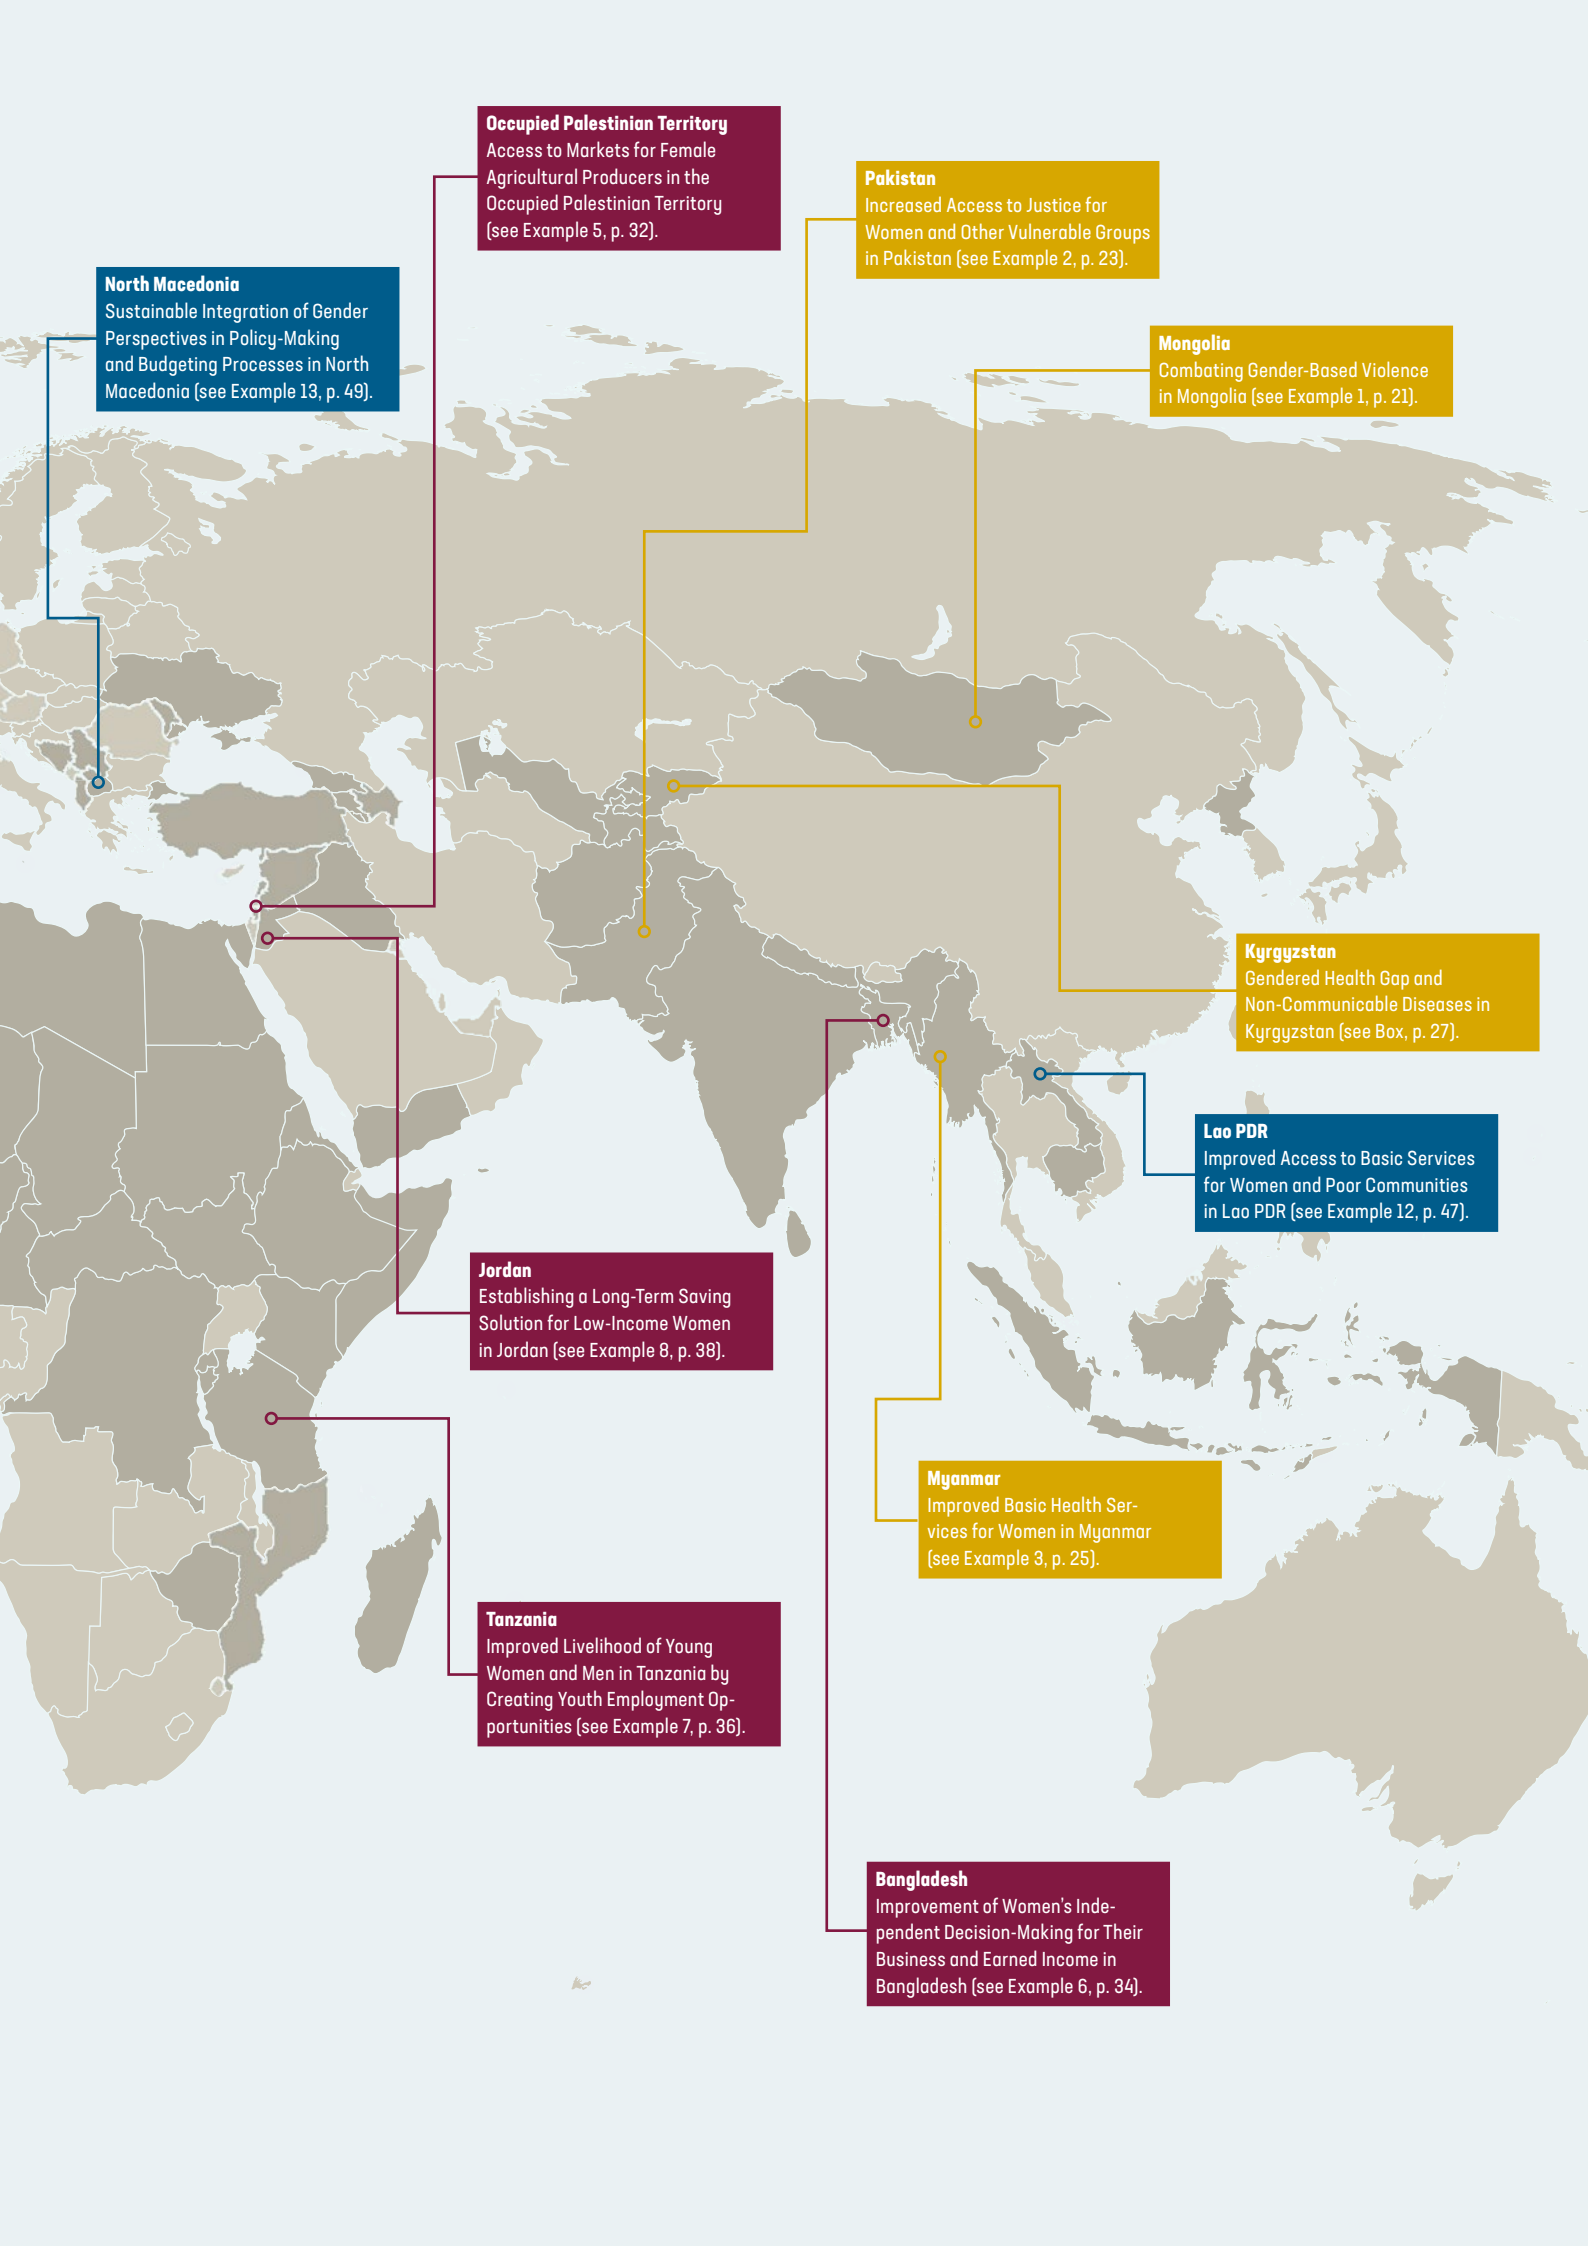 Occupied Palestinian Territory
Access to Markets for Female
Agricultural Producers in the
Occupied Palestinian Territory
(see Example 5, p. 32).
Pakistan
Increased Access to Justice for
Women and Other Vulnerable Groups
in Pakistan (see Example 2, p. 23).
North Macedonia
Sustainable Integration of Gender
Perspectives in Policy-Making
and Budgeting Processes in North
Macedonia (see Example 13, p. 49).
Mongolia
Combating Gender-Based Violence
in Mongolia (see Example 1, p. 21).
Kyrgyzstan
Gendered Health Gap and
Non-Communicable Diseases in
Kyrgyzstan (see Box, p. 27).
Lao PDR
Improved Access to Basic Services
for Women and Poor Communities
in Lao PDR (see Example 12, p. 47).
Jordan
Establishing a Long-Term Saving
Solution for Low-Income Women
in Jordan (see Example 8, p. 38).
Myanmar
Improved Basic Health Ser-
vices for Women in Myanmar
(see Example 3, p. 25).
Tanzania
Improved Livelihood of Young
Women and Men in Tanzania by
Creating Youth Employment Op-
portunities (see Example 7, p. 36).
Bangladesh
Improvement of Women's Inde-
pendent Decision-Making for Their
Business and Earned Income in
Bangladesh (see Example 6, p. 34).